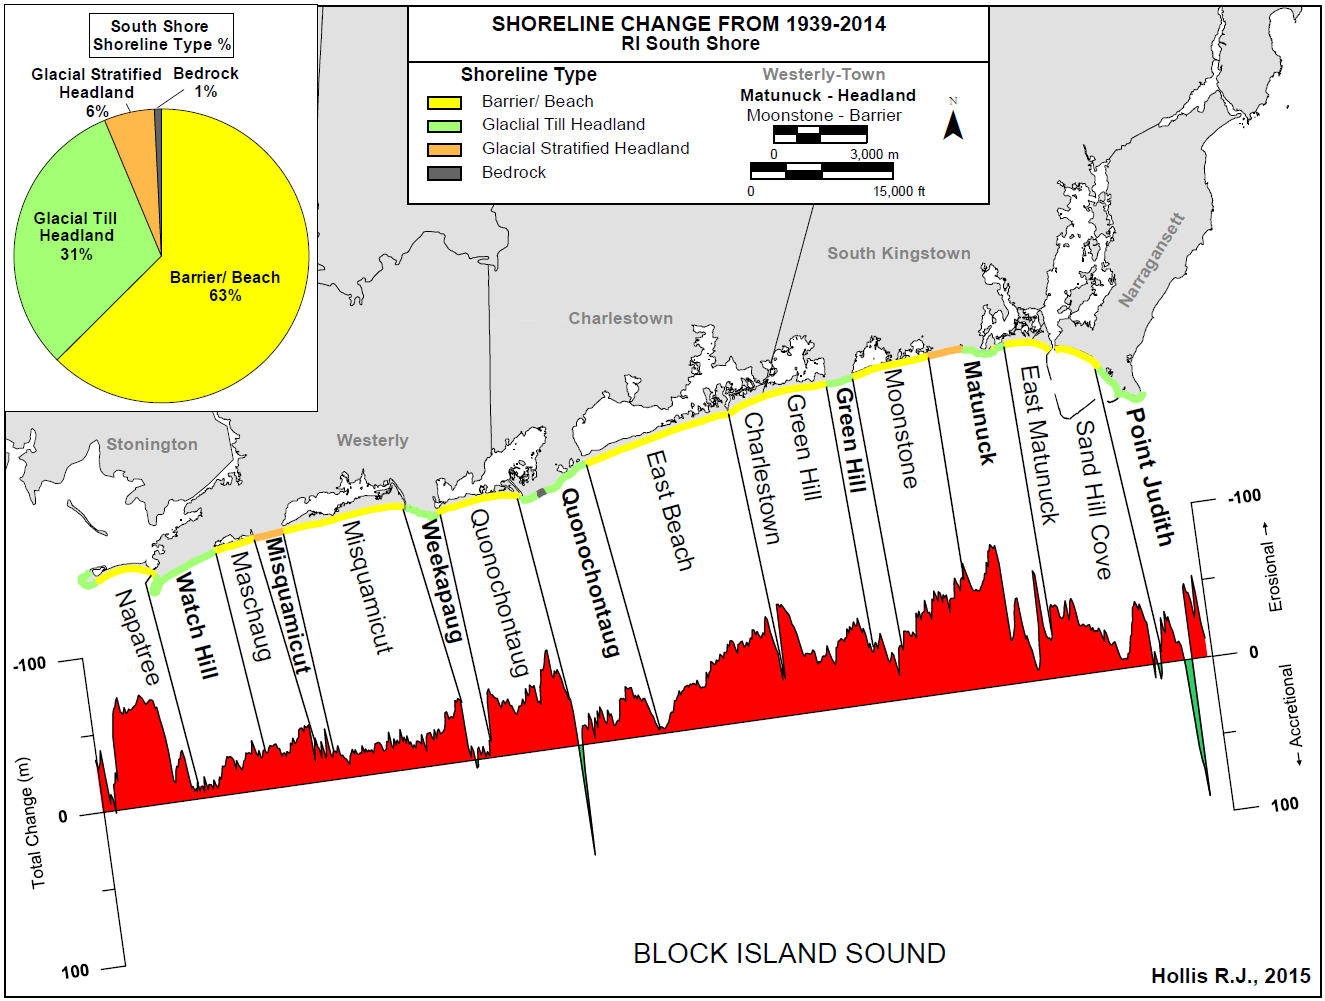 South Shore
Shoreline Type %
Glacial Stratified
Headland
6%
Bedrock
1%
Glacial Till
Headland
31%
Barrier/ Beach
63%
SHORELINE CHANGE FROM 1939-2014
RI South Shore
Shoreline Type
Barrier/ Beach
Glaclial Till Headland
Glacial Stratified Headland
Bedrock
Westerly-Town
Matunuck - Headland
Moonstone - Barrier
N
0 3,000 m
0 15,000 ft
Stonington
Westerly
Charlestown
South Kingstown
Narragansett
Napatree
Watch Hill
Maschaug
Misquamicut
Misquamicut
Weekapaug
Quonochontaug
Quonochontaug
East Beach
Charlestown
Green Hill
Green Hill
Moonstone
Matunuck
East Matunuck
Sand Hill Cove
Point Judith
-100
0
100
Total Change (m)
-100
0
100
Erosional →
← Accretional
BLOCK ISLAND SOUND
Hollis R.J., 2015